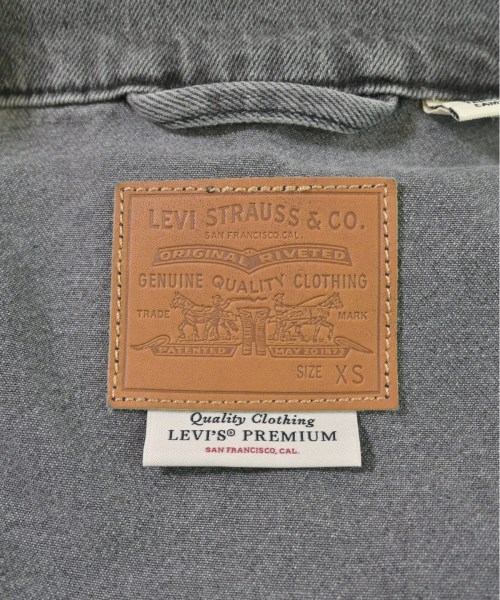 LEVI STRAUSS & CO.
SAN FRANCISCO, CAL.
ORIGINAL RIVETED
GENUINE QUALITY CLOTHING
TRADE MARK
PATENTED MAY 20 1873
SIZE XS
Quality Clothing
LEVI'S® PREMIUM
SAN FRANCISCO, CAL.